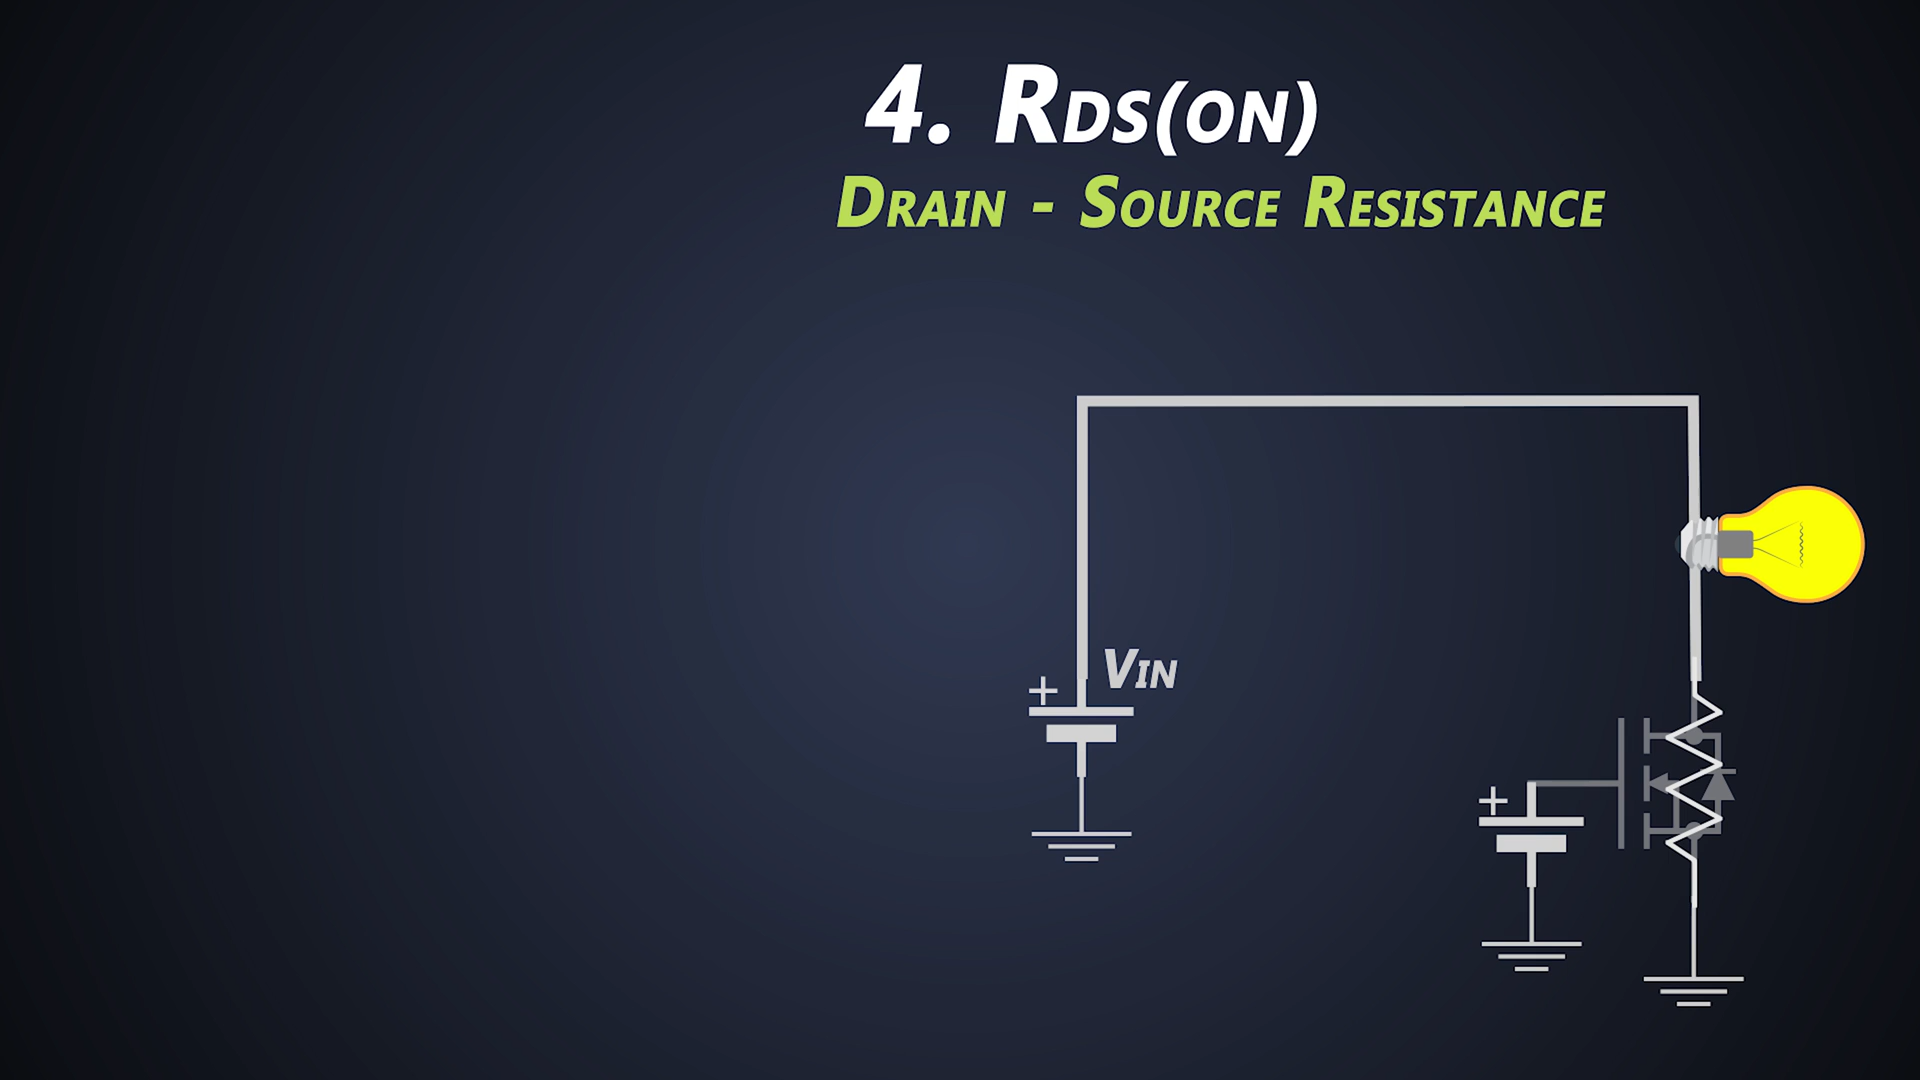 4. RDS(ON)
DRAIN - SOURCE RESISTANCE
VIN
+
+